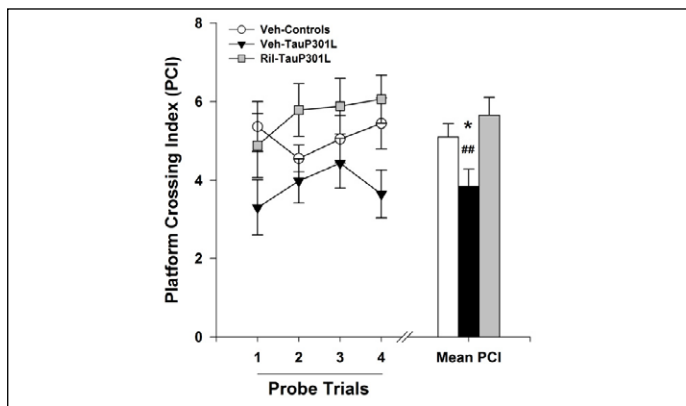 Veh-Controls
Veh-TauP301L
Ril-TauP301L
Platform Crossing Index (PCI)
8
6
4
2
0
*
##
1 2 3 4 Mean PCI
Probe Trials